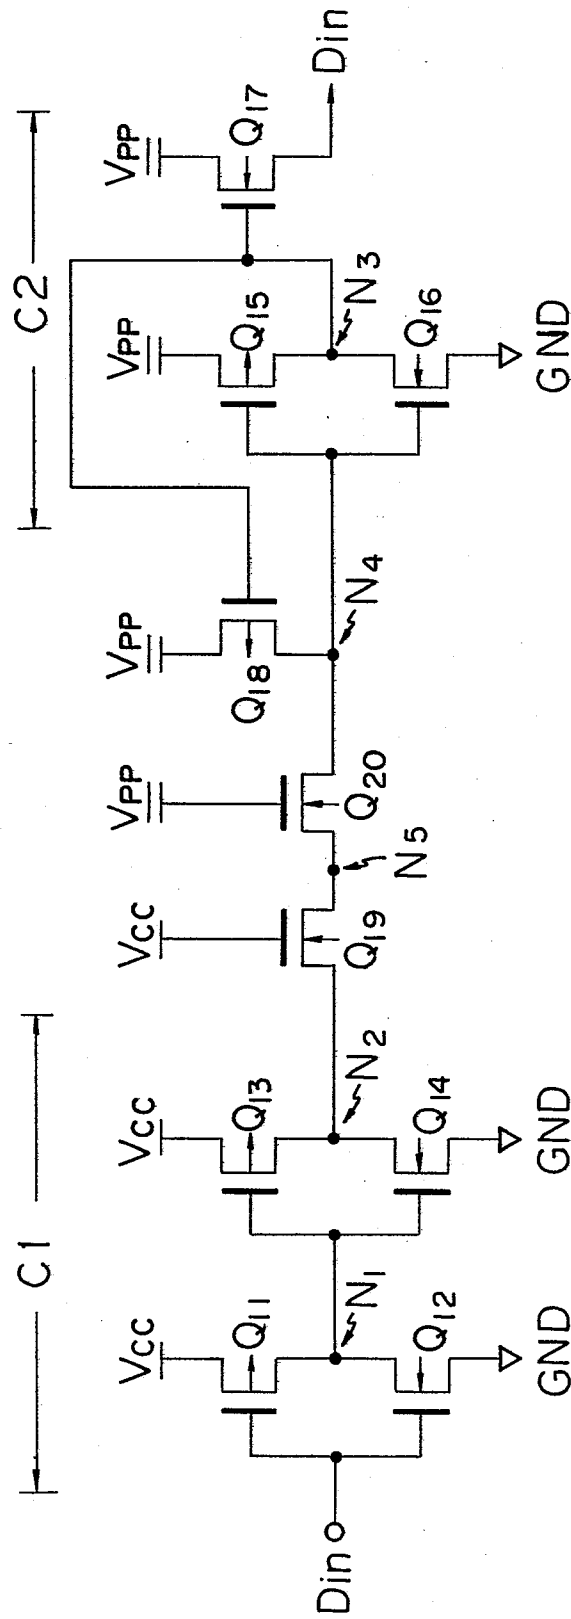 C1 C2
Vcc Vcc Vcc VPP VPP VPP VPP
Q11 Q13 Q18 Q15 Q17
Din N1 N2 Q19 N5 Q20 N4 N3 Din
Q12 Q14 Q16
GND GND GND